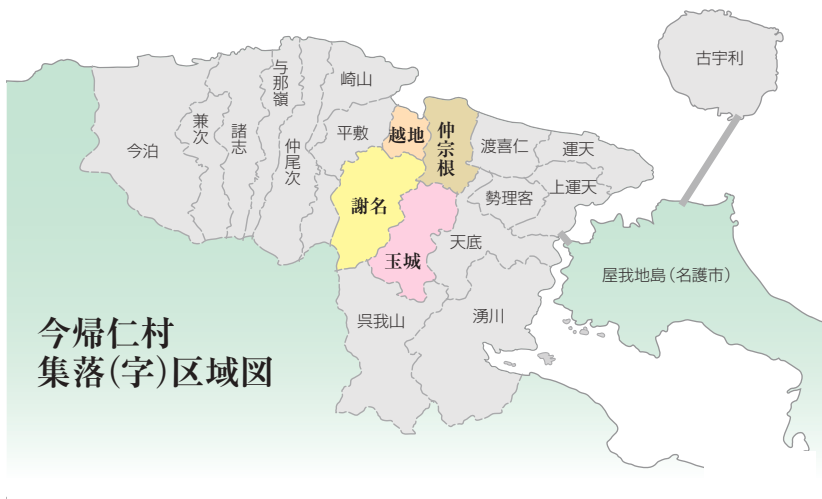 古宇利
与那嶺
崎山
兼次
諸志
平敷
越地
仲宗根
渡喜仁
運天
今泊
仲尾次
勢理客
上運天
謝名
天底
玉城
屋我地島（名護市）
呉我山
湧川
今帰仁村
集落（字）区域図